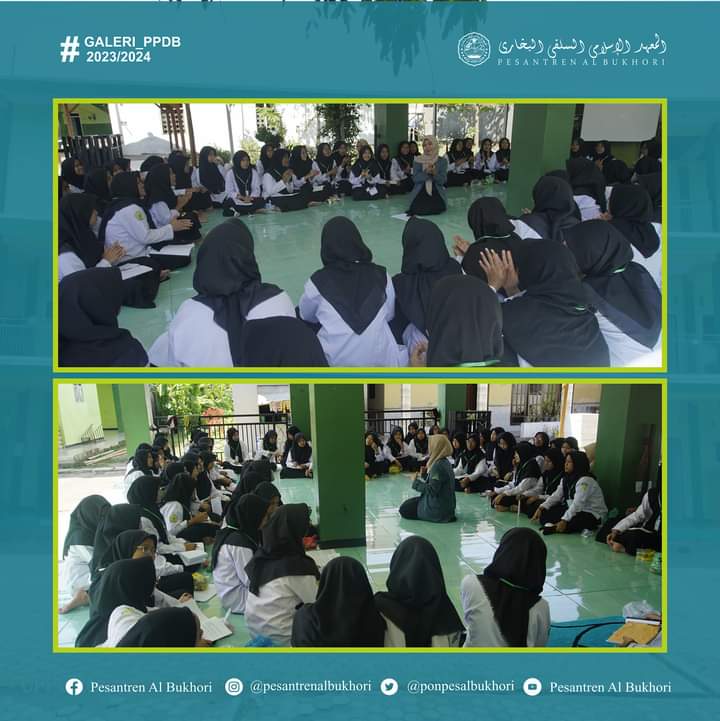 # GALERI_PPDB
2023/2024
المعهد الإسلامي السلفي البخاري
PESANTREN AL BUKHORI
Pesantren Al Bukhori
@pesantrenalbukhori
@ponpesalbukhori
Pesantren Al Bukhori